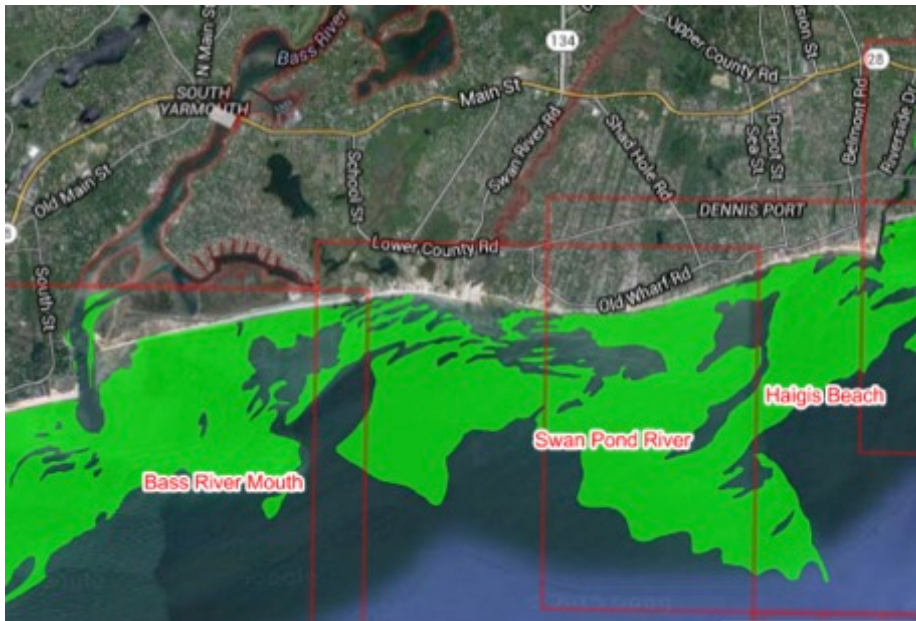 Bass River
N Main St
134
Upper County Rd
28
SOUTH
YARMOUTH
Main St
Swan River Rd
Shad Hole Rd
Depot St
Sea St
Belmont Rd
Riverside Dr
Old Main St
School St
DENNIS PORT
Lower County Rd
South St
Old Wharf Rd
Haigis Beach
Swan Pond River
Bass River Mouth